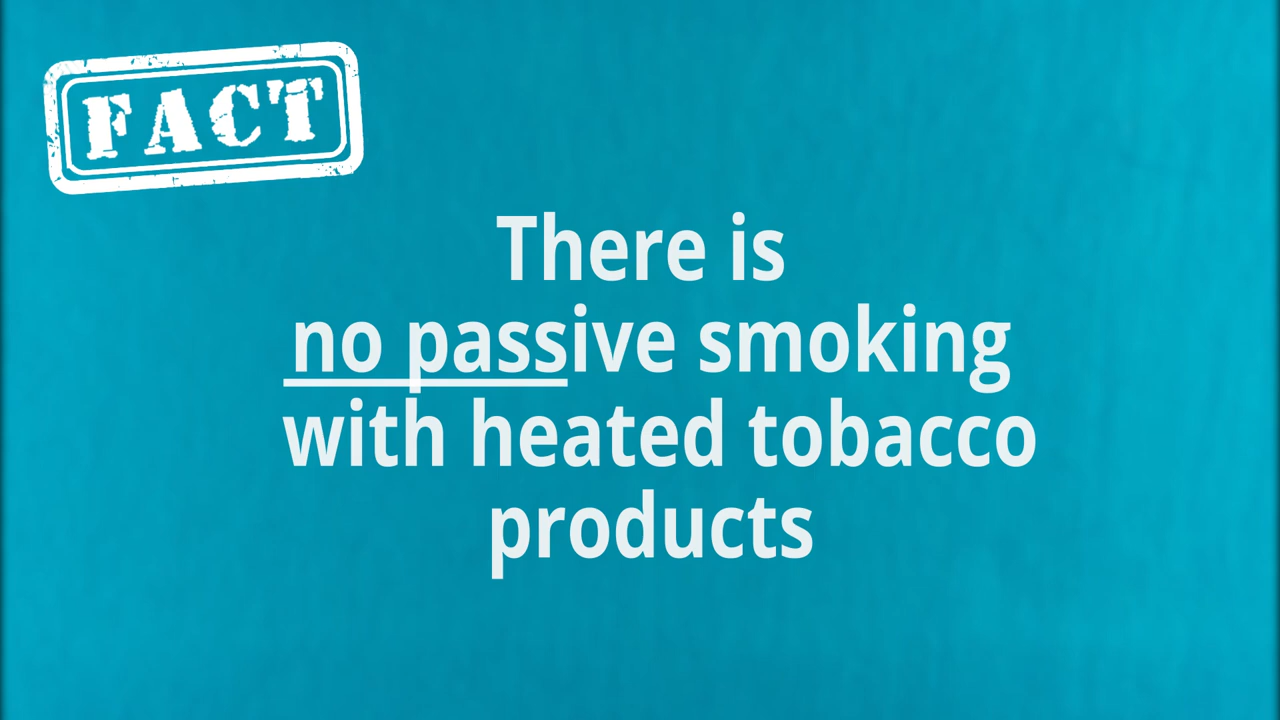 FACT
There is
no passive smoking
with heated tobacco
products